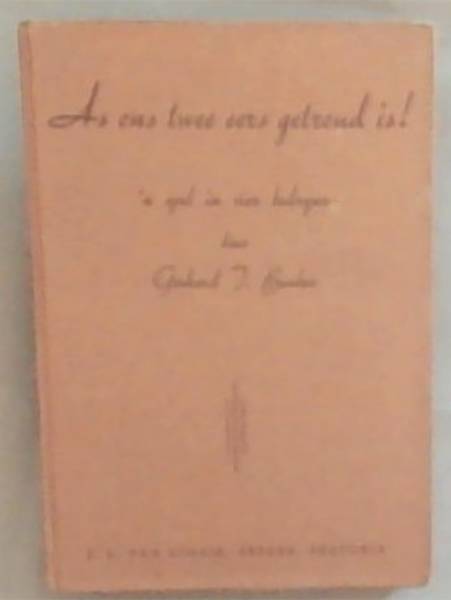 As ons twee eers getroud is!
'n spel in vier bedrywe
deur
Gerhard J. Beukes
J. L. VAN SCHAIK, BEPERK, PRETORIA